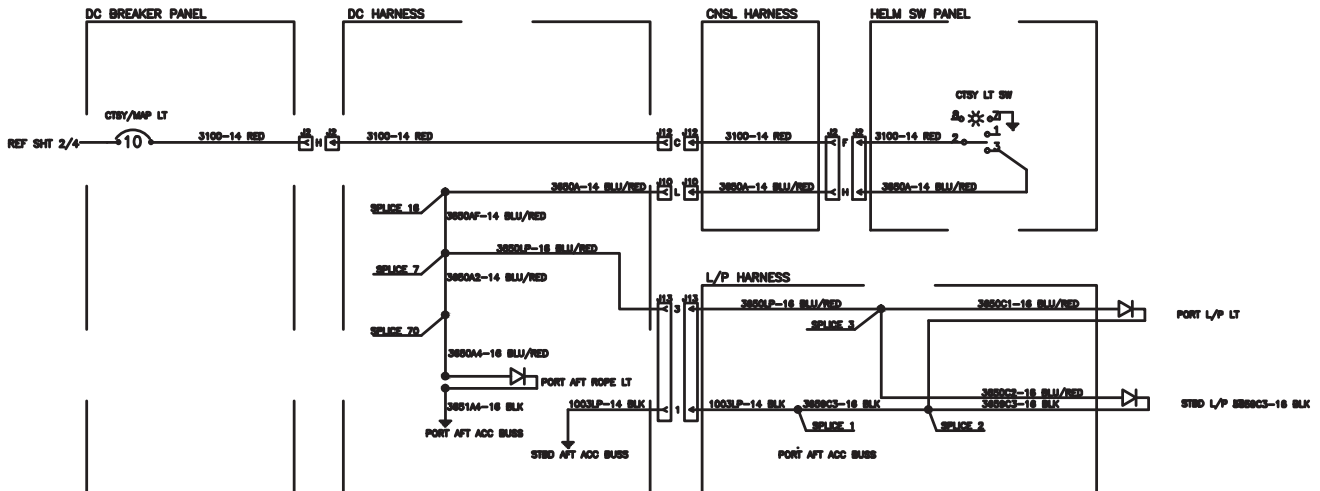 DC BREAKER PANEL
DC HARNESS
CNSL HARNESS
HELM SW PANEL
CTSY/MAP LT
REF SHT 2/4
10
3100-14 RED
J2
H
J2
3100-14 RED
J12
C
J12
3100-14 RED
J2
F
J2
3100-14 RED
CTSY LT SW
8
7
2
1
3
SPLICE 16
3650A-14 BLU/RED
J10
L
J10
3650A-14 BLU/RED
H
3650A-14 BLU/RED
3650AF-14 BLU/RED
3650LP-16 BLU/RED
SPLICE 7
3650A2-14 BLU/RED
SPLICE 70
3650A4-16 BLU/RED
PORT AFT ROPE LT
3651A4-16 BLK
PORT AFT ACC BUSS
1003LP-14 BLK
STBD AFT ACC BUSS
L/P HARNESS
J13
3
J13
3650LP-16 BLU/RED
SPLICE 3
3650C1-16 BLU/RED
PORT L/P LT
3650C2-16 BLU/RED
1
1003LP-14 BLK
3659C3-16 BLK
3659C3-16 BLK
STBD L/P
3659C3-16 BLK
SPLICE 1
SPLICE 2
PORT AFT ACC BUSS